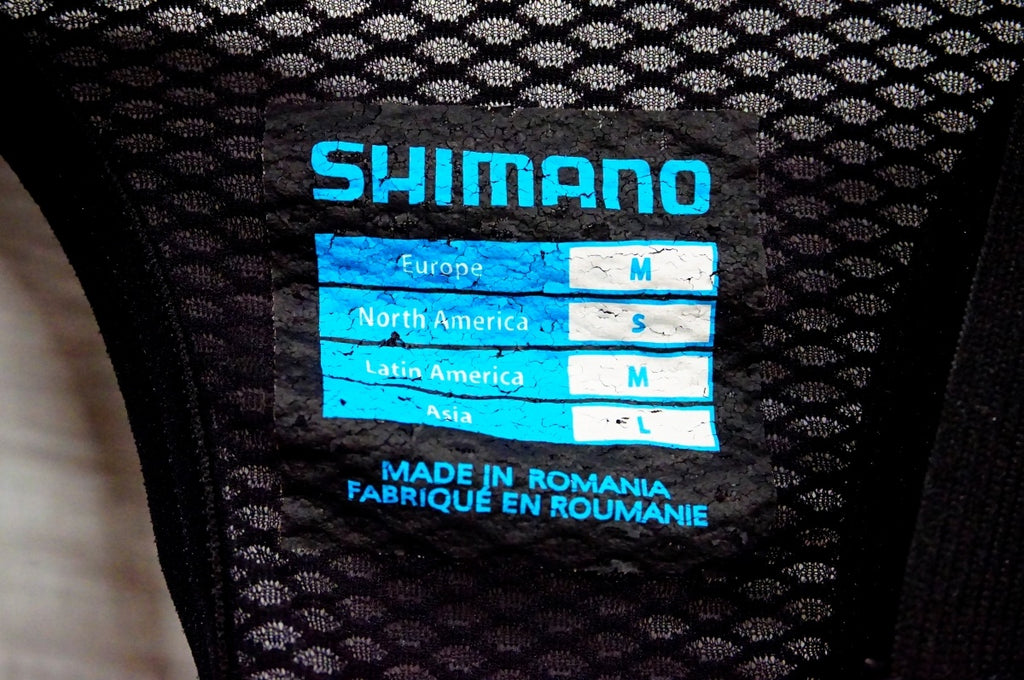 SHIMANO
Europe M
North America S
Latin America M
Asia L
MADE IN ROMANIA
FABRIQUÉ EN ROUMANIE